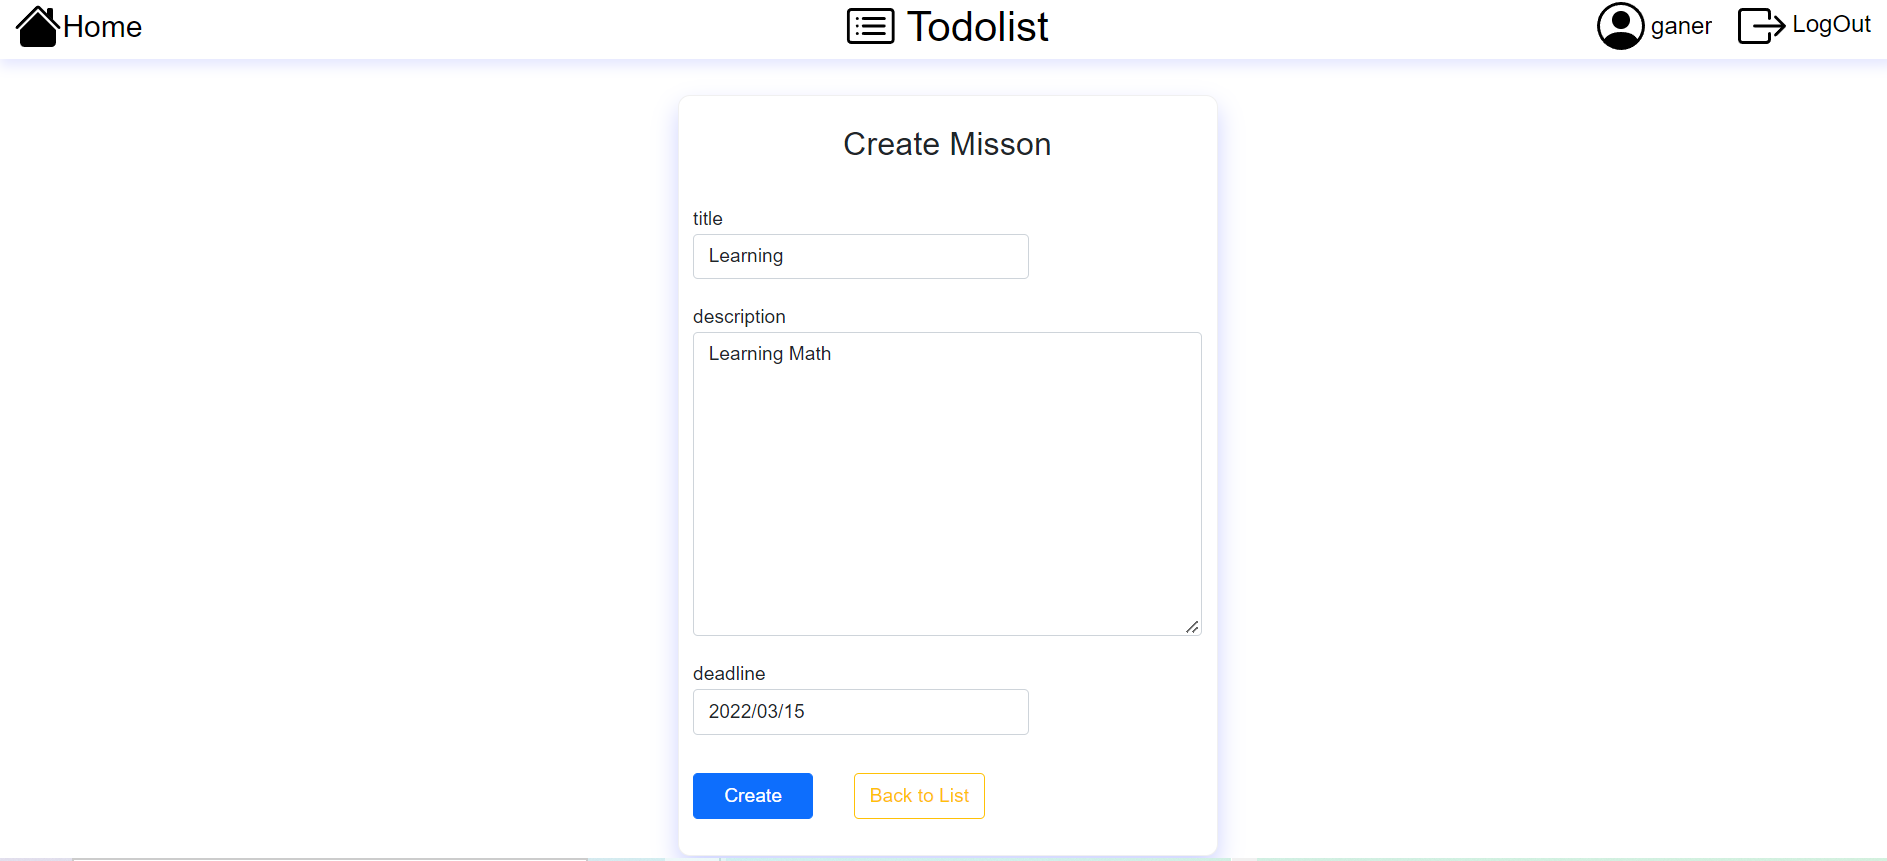 Home
Todolist
ganer
LogOut
Create Misson
title
Learning
description
Learning Math
deadline
2022/03/15
Create
Back to List